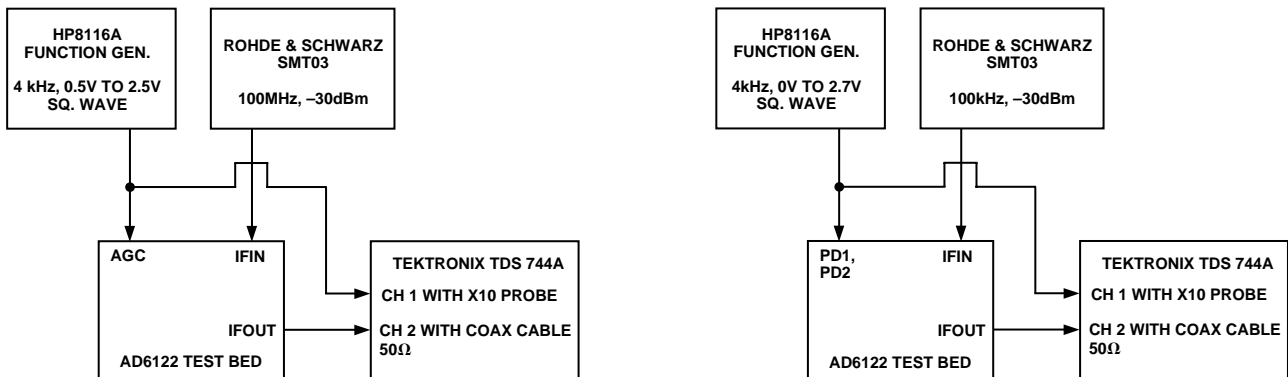 HP8116A
FUNCTION GEN.
4 kHz, 0.5V TO 2.5V
SQ. WAVE
ROHDE & SCHWARZ
SMT03
100MHz, –30dBm
AGC
IFIN
IFOUT
AD6122 TEST BED
TEKTRONIX TDS 744A
CH 1 WITH X10 PROBE
CH 2 WITH COAX CABLE
50Ω
HP8116A
FUNCTION GEN.
4kHz, 0V TO 2.7V
SQ. WAVE
ROHDE & SCHWARZ
SMT03
100kHz, –30dBm
PD1,
PD2
IFIN
IFOUT
AD6122 TEST BED
TEKTRONIX TDS 744A
CH 1 WITH X10 PROBE
CH 2 WITH COAX CABLE
50Ω